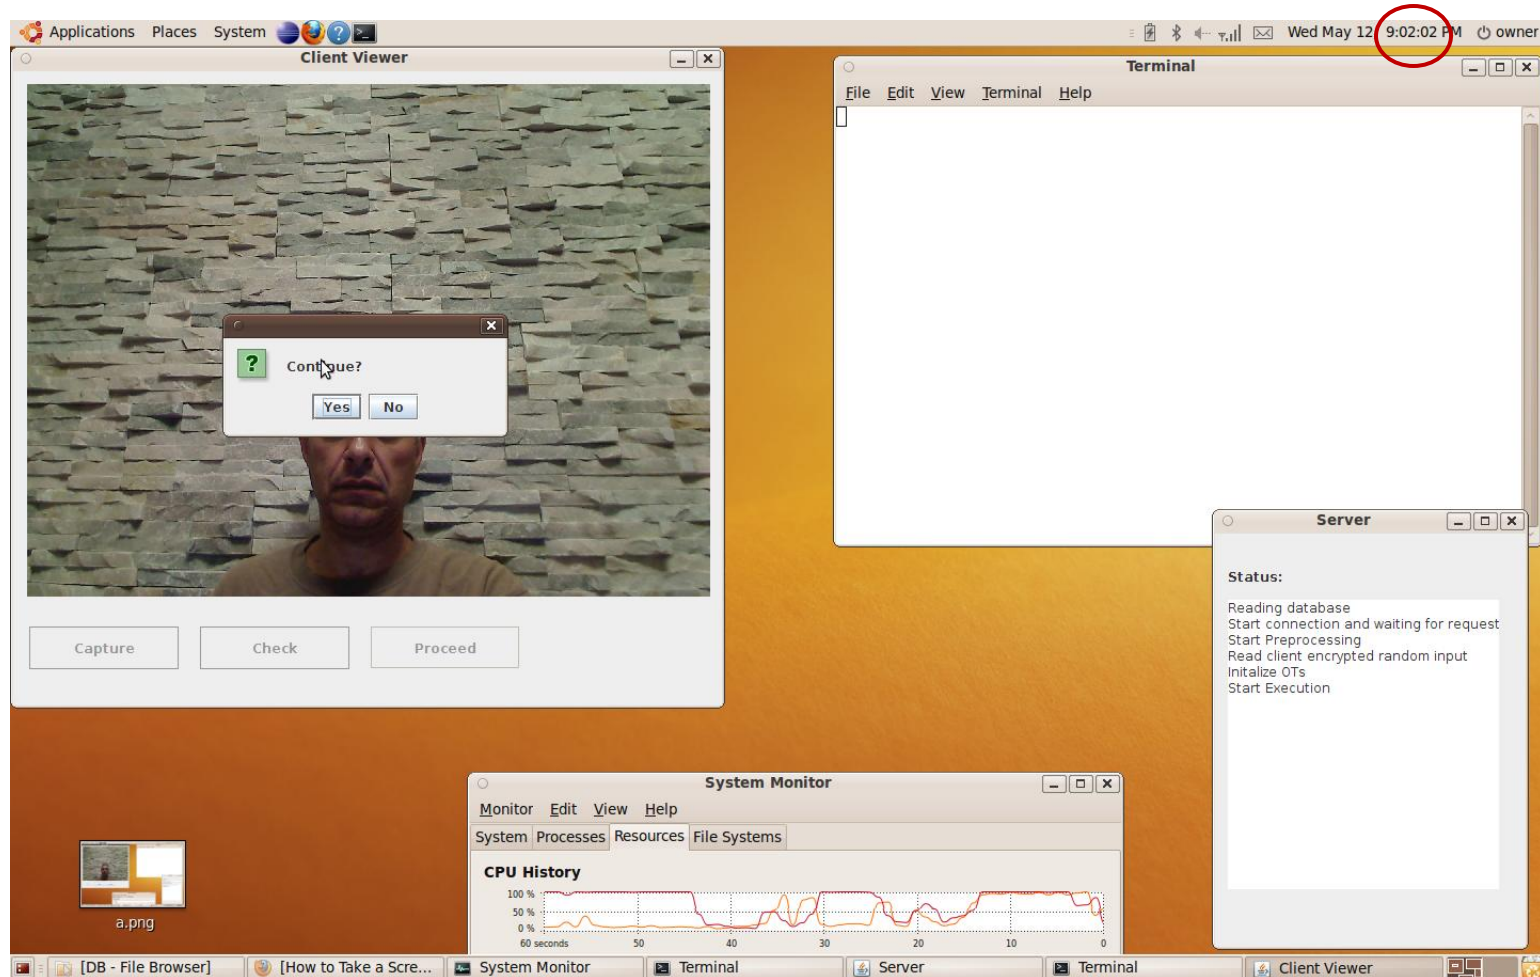 Applications Places System
Wed May 12 9:02:02 PM owner
Client Viewer
Continue?
Yes No
Capture Check Proceed
Terminal
File Edit View Terminal Help
Server
Status:
Reading database
Start connection and waiting for request
Start Preprocessing
Read client encrypted random input
Initalize OTs
Start Execution
System Monitor
Monitor Edit View Help
System Processes Resources File Systems
CPU History
100 %
50 %
0 %
60 seconds 50 40 30 20 10 0
a.png
[DB - File Browser] [How to Take a Scre... System Monitor Terminal Server Terminal Client Viewer